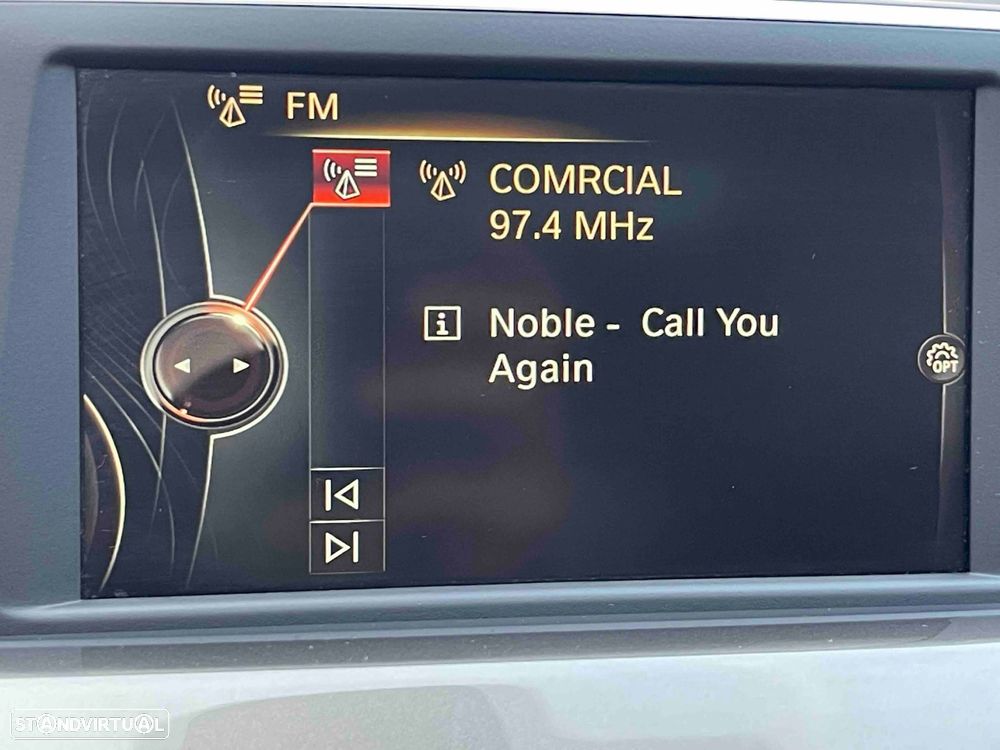 FM
COMRCIAL
97.4 MHz
Noble - Call You
Again
OPT
STANDVIRTUAL